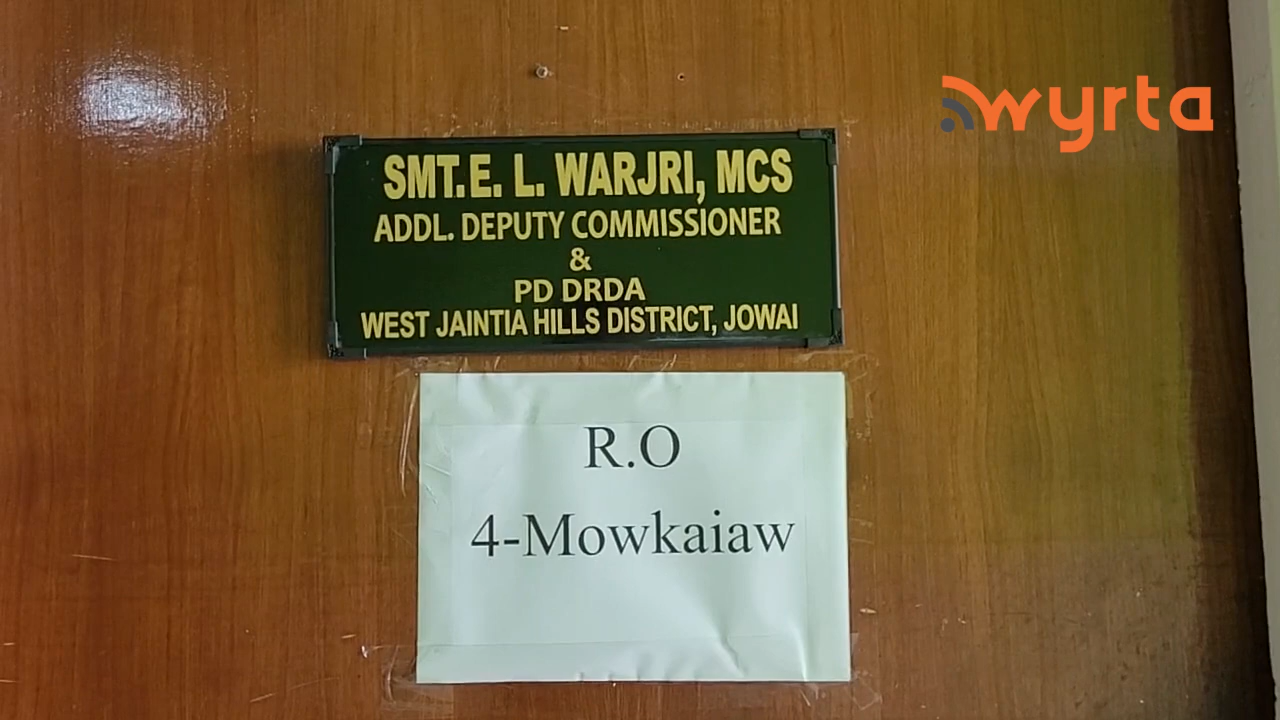 wyrta
SMT. E. L. WARJRI, MCS
ADDL. DEPUTY COMMISSIONER
&
PD DRDA
WEST JAINTIA HILLS DISTRICT, JOWAI
R.O
4-Mowkaiaw